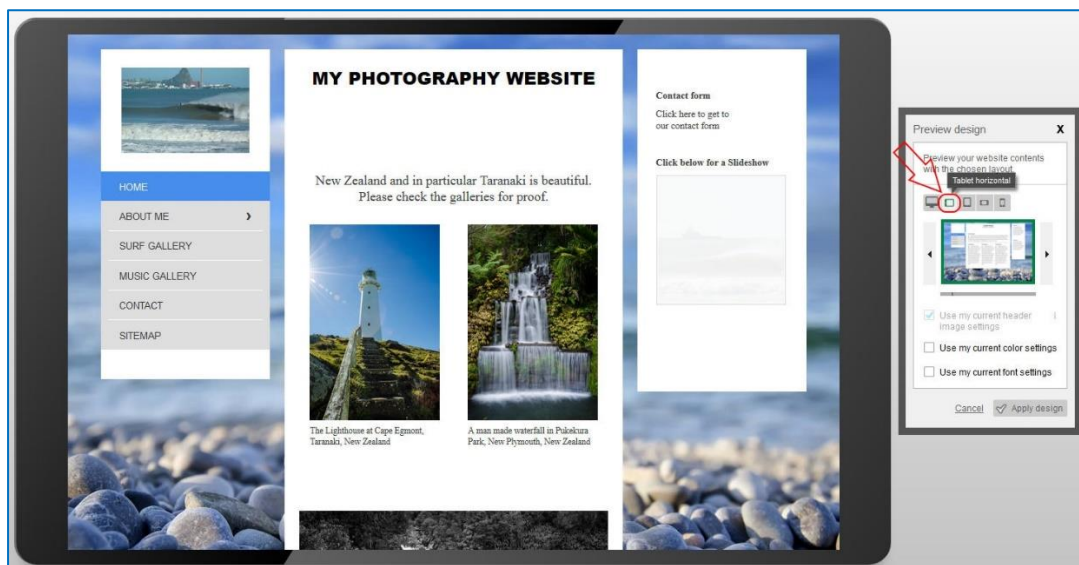 MY PHOTOGRAPHY WEBSITE
New Zealand and in particular Taranaki is beautiful.
Please check the galleries for proof.
The Lighthouse at Cape Egmont,
Taranaki, New Zealand
A man made waterfall in Pukekura
Park, New Plymouth, New Zealand
HOME
ABOUT ME
SURF GALLERY
MUSIC GALLERY
CONTACT
SITEMAP
Contact form
Click here to get to
our contact form
Click below for a Slideshow
Preview design X
Preview your website contents
with the chosen layout.
Tablet horizontal
Use my current header i
image settings
Use my current color settings
Use my current font settings
Cancel Apply design